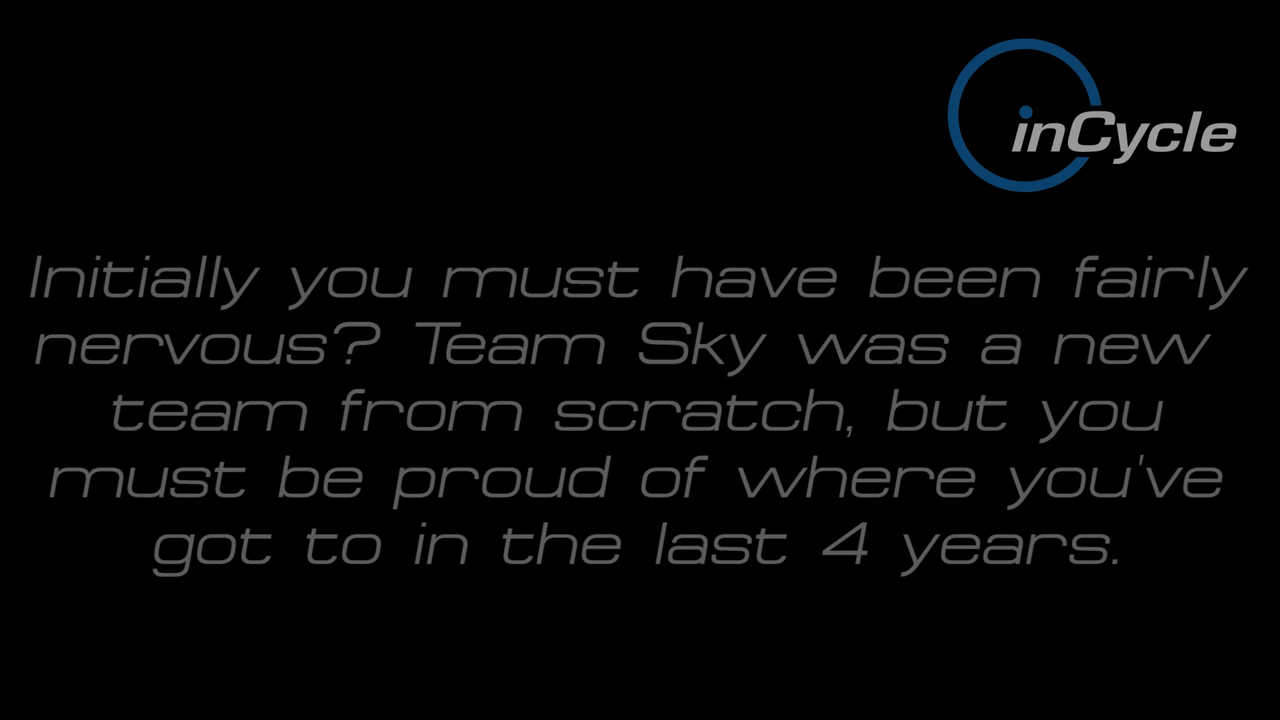 inCycle
Initially you must have been fairly
nervous? Team Sky was a new
team from scratch, but you
must be proud of where you've
got to in the last 4 years.